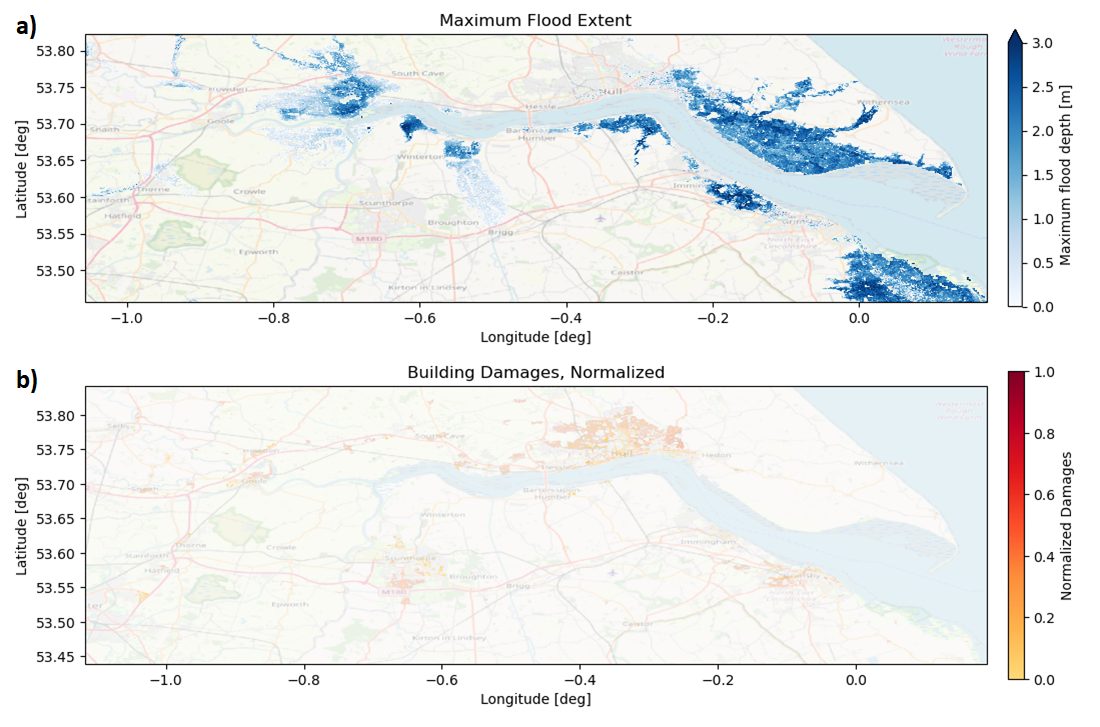 a)
Maximum Flood Extent
53.80
53.75
53.70
53.65
53.60
53.55
53.50
Latitude [deg]
South Cave
Goole
Snaith
Hull
Hessle
Barton-upon
Humber
Withernsea
Winterton
Thorne
Crowle
Hatfield
Scunthorpe
Broughton
M180
Brigg
Epworth
Caistor
Kirton in Lindsey
−1.0
−0.8
−0.6
−0.4
−0.2
0.0
Longitude [deg]
3.0
2.5
2.0
1.5
1.0
0.5
0.0
Maximum flood depth [m]
b)
Building Damages, Normalized
53.80
53.75
53.70
53.65
53.60
53.55
53.50
53.45
Latitude [deg]
South Cave
Hedon
Withernsea
Barton-upon
Humber
Winterton
Immingham
Thorne
Crowle
Stainforth
Hatfield
Scunthorpe
Broughton
M180
Brigg
Epworth
Caistor
Kirton in Lindsey
−1.0
−0.8
−0.6
−0.4
−0.2
0.0
Longitude [deg]
1.0
0.8
0.6
0.4
0.2
0.0
Normalized Damages